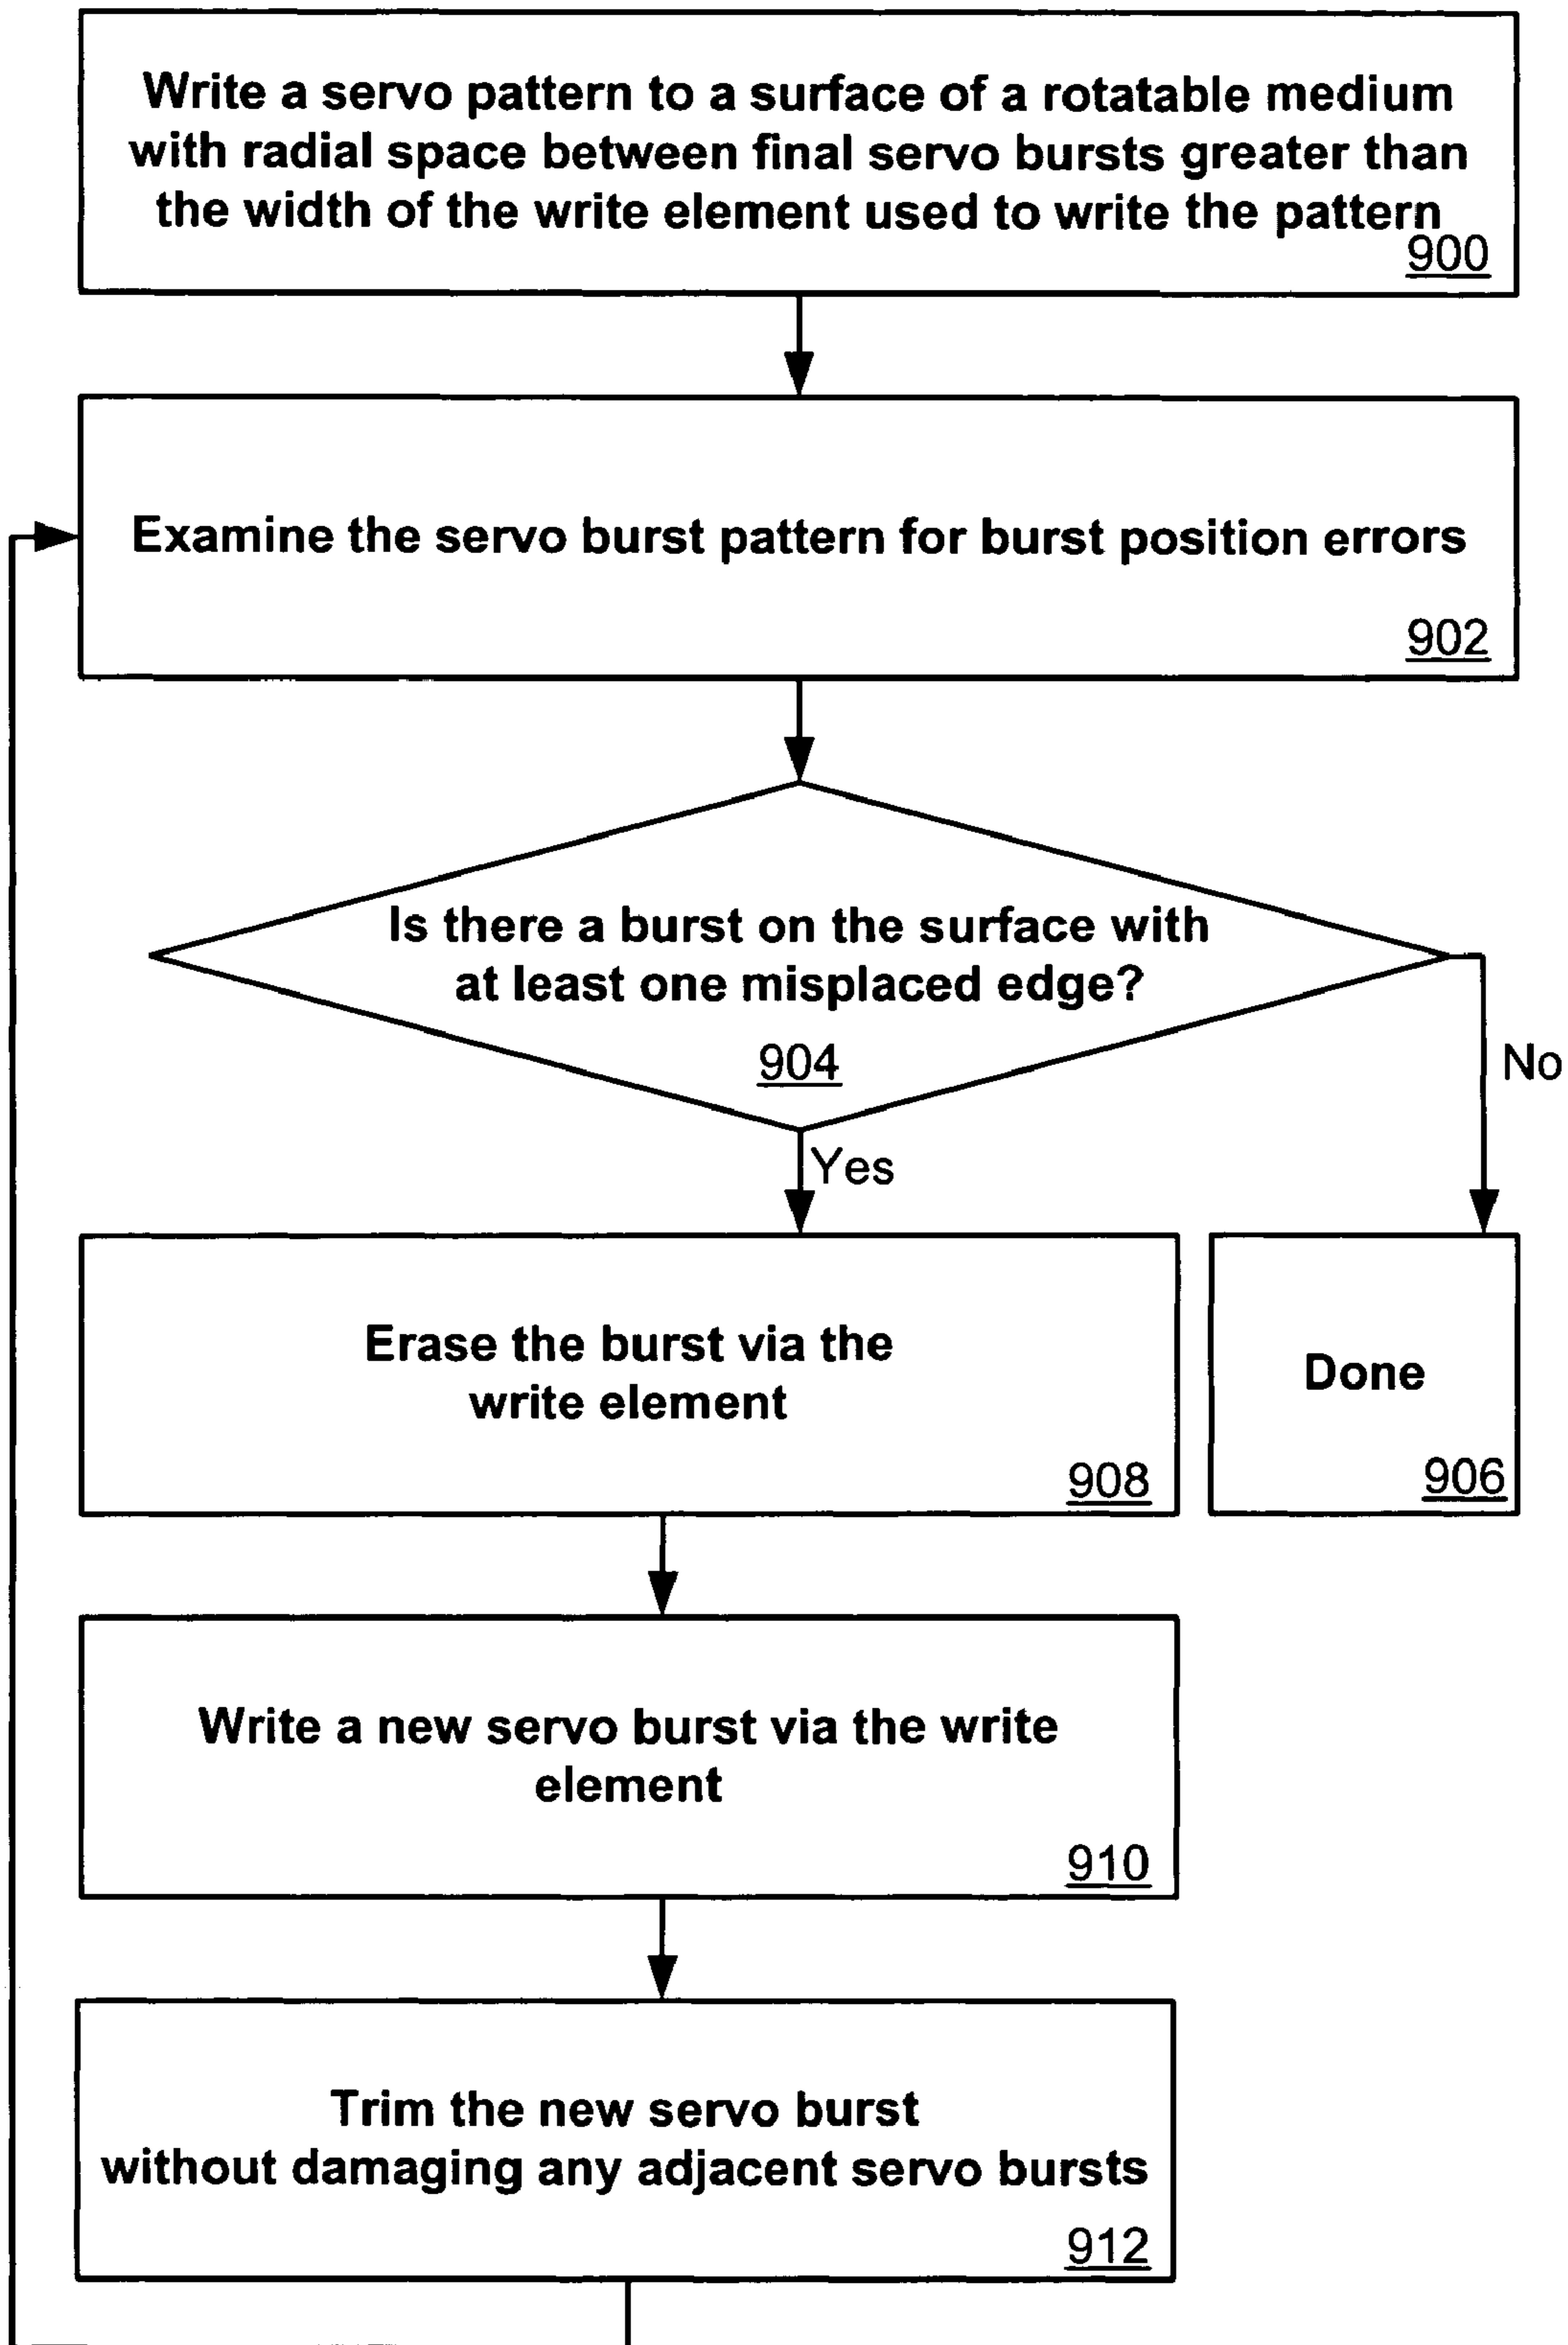 Write a servo pattern to a surface of a rotatable medium
with radial space between final servo bursts greater than
the width of the write element used to write the pattern
900
Examine the servo burst pattern for burst position errors
902
Is there a burst on the surface with
at least one misplaced edge?
904
No
Yes
Erase the burst via the
write element
908
Done
906
Write a new servo burst via the write
element
910
Trim the new servo burst
without damaging any adjacent servo bursts
912